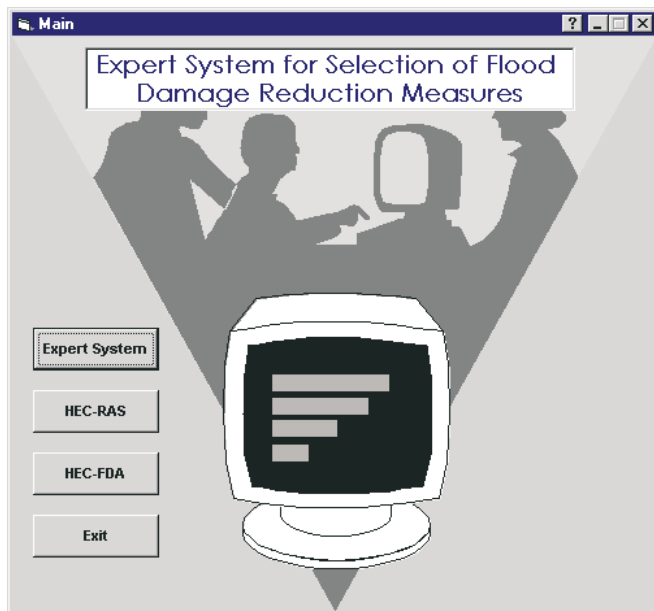 Main
Expert System for Selection of Flood
Damage Reduction Measures
Expert System
HEC-RAS
HEC-FDA
Exit